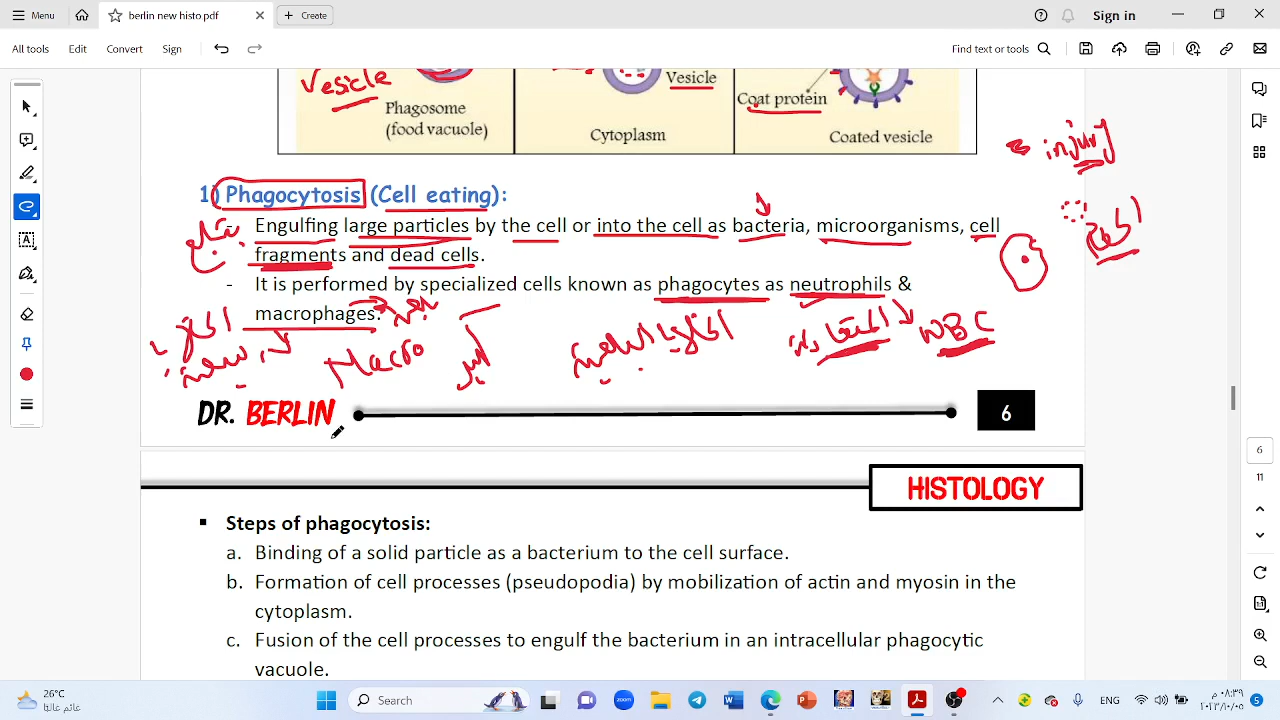 Menu
berlin new histo pdf
Create
Sign in
All tools Edit Convert Sign
Find text or tools
Vesicle
Phagosome
(food vacuole)
Vesicle
Cytoplasm
Coat protein
Coated vesicle
injury
1) Phagocytosis (Cell eating):
- Engulfing large particles by the cell or into the cell as bacteria, microorganisms, cell
fragments and dead cells.
- It is performed by specialized cells known as phagocytes as neutrophils &
macrophages.
Macro
WBC
DR. BERLIN
6
HISTOLOGY
▪ Steps of phagocytosis:
a. Binding of a solid particle as a bacterium to the cell surface.
b. Formation of cell processes (pseudopodia) by mobilization of actin and myosin in the
cytoplasm.
c. Fusion of the cell processes to engulf the bacterium in an intracellular phagocytic
vacuole.
6
11
26°C
Search
zoom
ENG
5